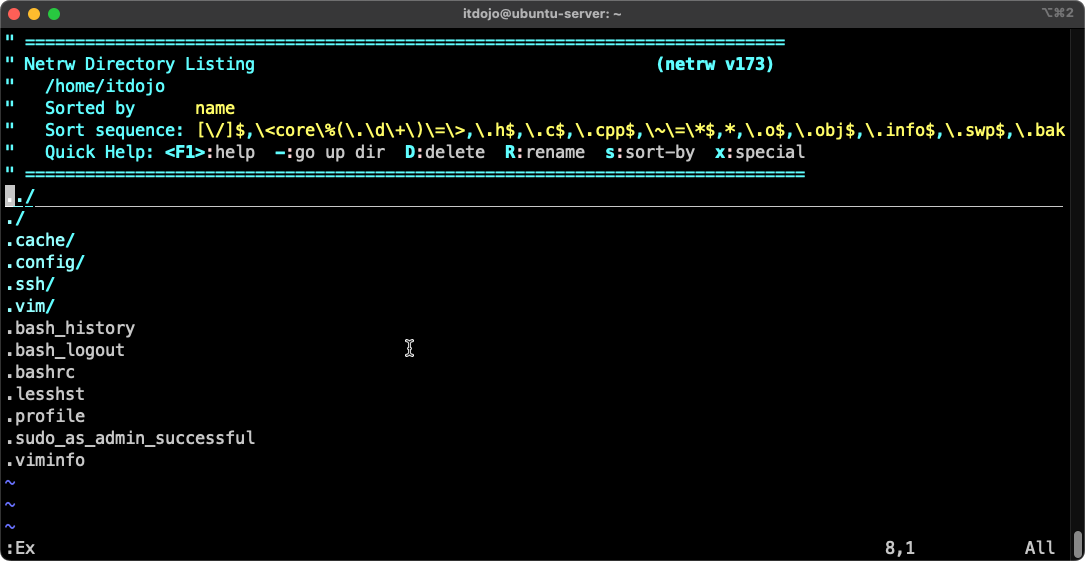 itdojo@ubuntu-server: ~ ⌥⌘2
" ============================================================================
" Netrw Directory Listing                                        (netrw v173)
"   /home/itdojo
"   Sorted by      name
"   Sort sequence: [\/]$,\<core\%(\.\d\+\)\=\>,\.h$,\.c$,\.cpp$,\~\=\*$,*,\.o$,\.obj$,\.info$,\.swp$,\.bak
"   Quick Help: <F1>:help  -:go up dir  D:delete  R:rename  s:sort-by  x:special
" ==============================================================================
../
./
.cache/
.config/
.ssh/
.vim/
.bash_history
.bash_logout
.bashrc
.lesshst
.profile
.sudo_as_admin_successful
.viminfo
~
~
~
:Ex 8,1 All